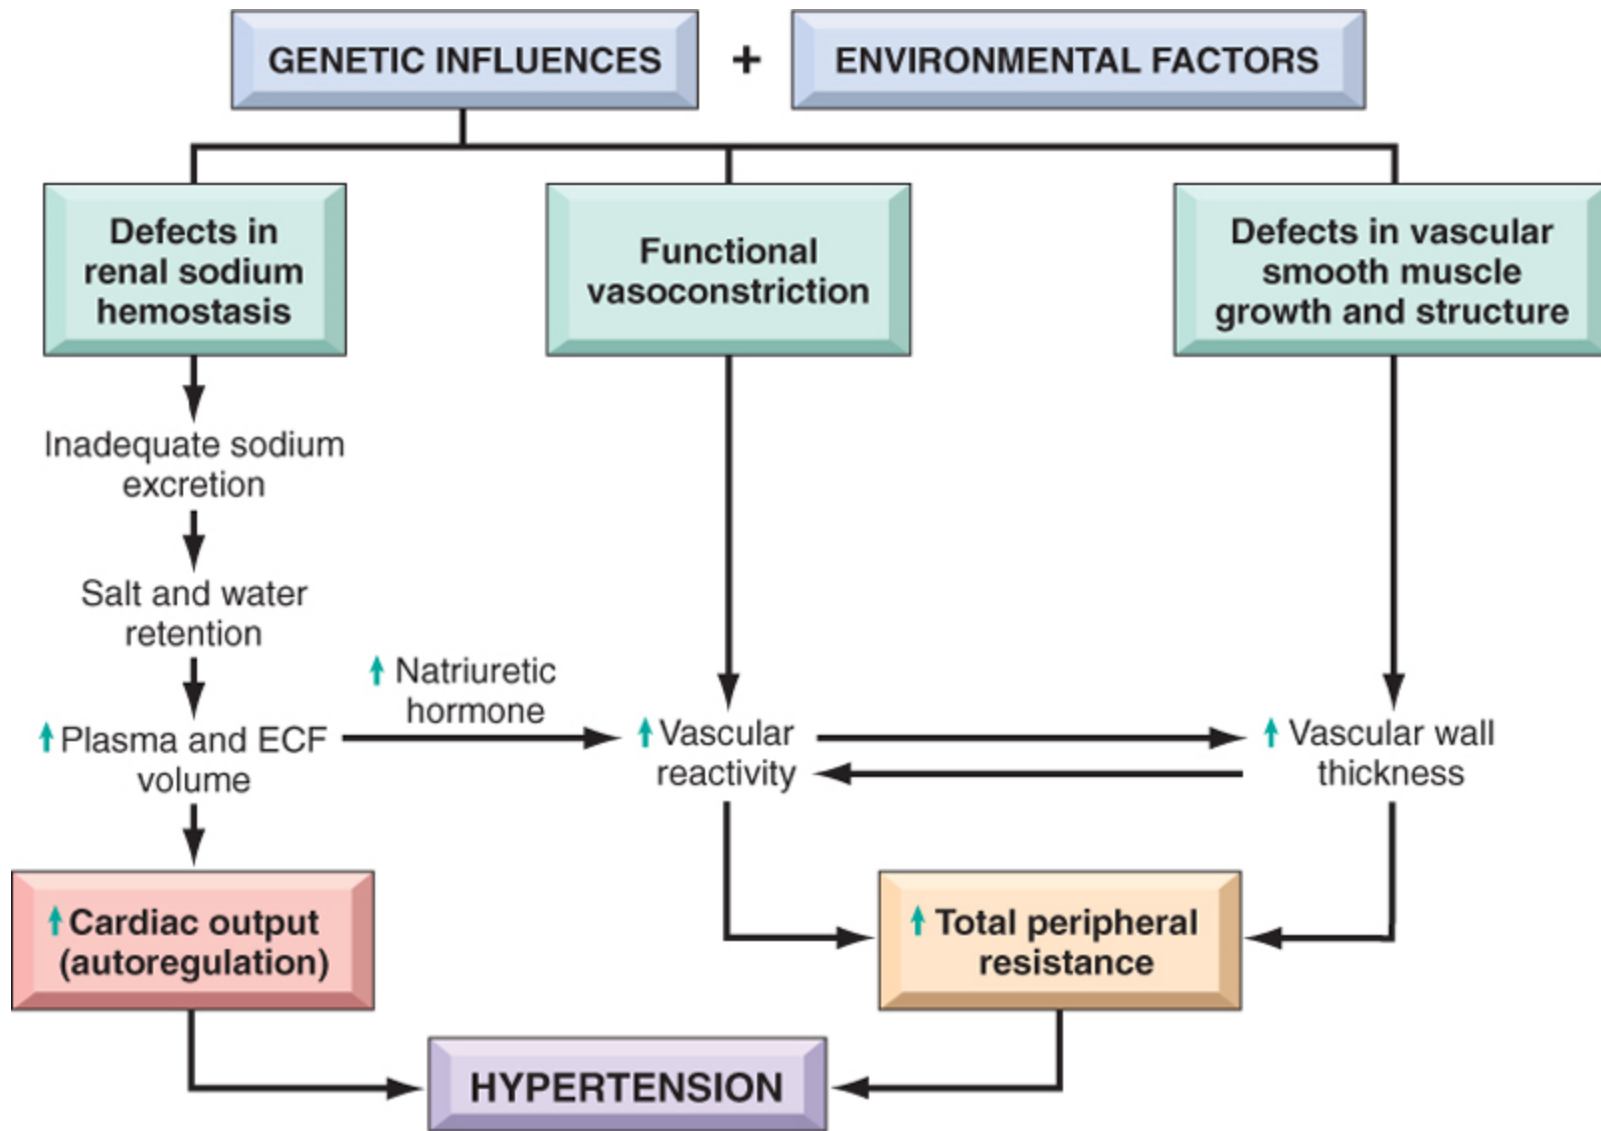 GENETIC INFLUENCES + ENVIRONMENTAL FACTORS
Defects in
renal sodium
hemostasis
Functional
vasoconstriction
Defects in vascular
smooth muscle
growth and structure
Inadequate sodium
excretion
Salt and water
retention
↑ Natriuretic
hormone
↑ Plasma and ECF
volume
↑ Vascular
reactivity
↑ Vascular wall
thickness
↑ Cardiac output
(autoregulation)
↑ Total peripheral
resistance
HYPERTENSION